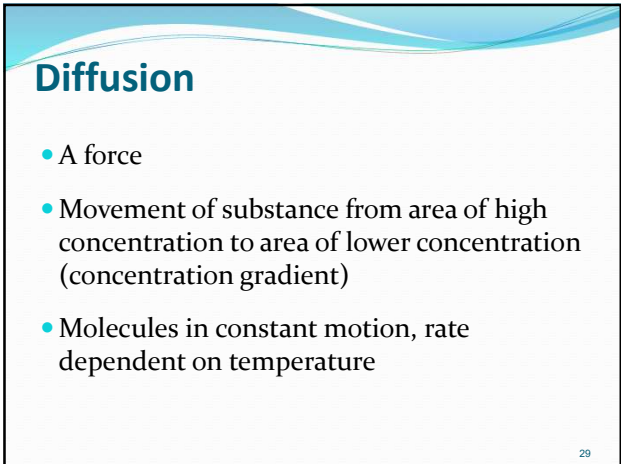 Diffusion
• A force
• Movement of substance from area of high
concentration to area of lower concentration
(concentration gradient)
• Molecules in constant motion, rate
dependent on temperature
29